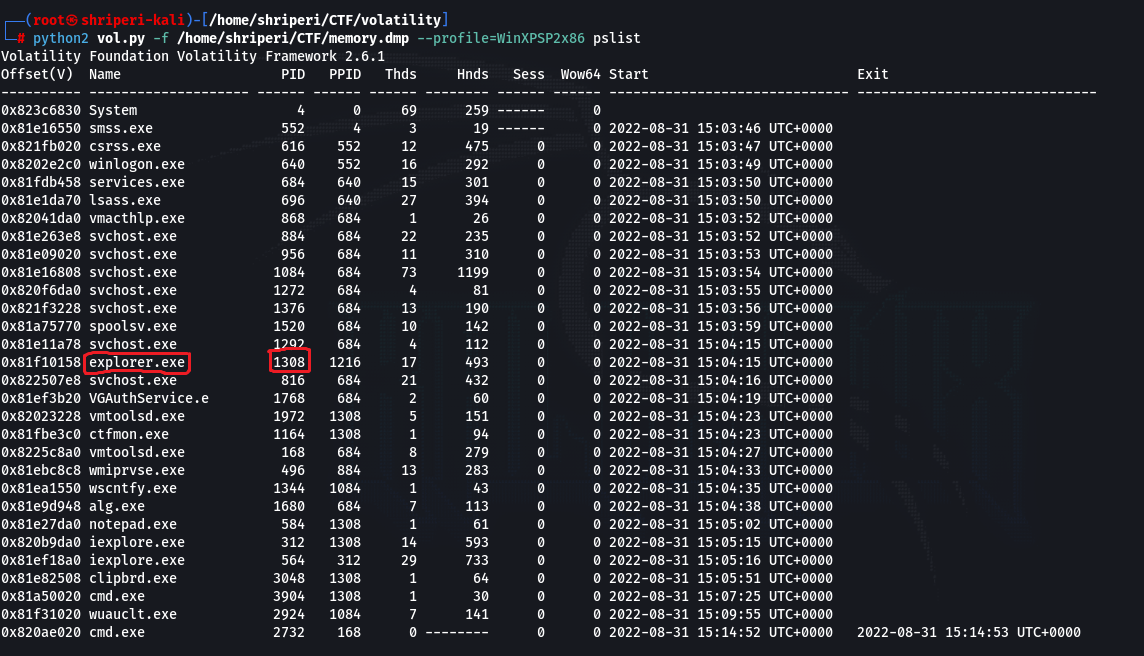 ┌──(root㉿shriperi-kali)-[/home/shriperi/CTF/volatility]
└─# python2 vol.py -f /home/shriperi/CTF/memory.dmp --profile=WinXPSP2x86 pslist
Volatility Foundation Volatility Framework 2.6.1
Offset(V)  Name                    PID   PPID   Thds     Hnds   Sess  Wow64 Start                          Exit
---------- -------------------- ------ ------ ------ -------- ------ ------ ------------------------------ ------------------------------
0x823c6830 System                    4      0     69      259 ------      0
0x81e16550 smss.exe                552      4      3       19 ------      0 2022-08-31 15:03:46 UTC+0000
0x821fb020 csrss.exe               616    552     12      475      0      0 2022-08-31 15:03:47 UTC+0000
0x8202e2c0 winlogon.exe            640    552     16      292      0      0 2022-08-31 15:03:49 UTC+0000
0x81fdb458 services.exe            684    640     15      301      0      0 2022-08-31 15:03:50 UTC+0000
0x81e1da70 lsass.exe               696    640     27      394      0      0 2022-08-31 15:03:50 UTC+0000
0x82041da0 vmacthlp.exe            868    684      1       26      0      0 2022-08-31 15:03:52 UTC+0000
0x81e263e8 svchost.exe             884    684     22      235      0      0 2022-08-31 15:03:52 UTC+0000
0x81e09020 svchost.exe             956    684     11      310      0      0 2022-08-31 15:03:53 UTC+0000
0x81e16808 svchost.exe            1084    684     73     1199      0      0 2022-08-31 15:03:54 UTC+0000
0x820f6da0 svchost.exe            1272    684      4       81      0      0 2022-08-31 15:03:55 UTC+0000
0x821f3228 svchost.exe            1376    684     13      190      0      0 2022-08-31 15:03:56 UTC+0000
0x81a75770 spoolsv.exe            1520    684     10      142      0      0 2022-08-31 15:03:59 UTC+0000
0x81e11a78 svchost.exe            1292    684      4      112      0      0 2022-08-31 15:04:15 UTC+0000
0x81f10158 explorer.exe           1308   1216     17      493      0      0 2022-08-31 15:04:15 UTC+0000
0x822507e8 svchost.exe             816    684     21      432      0      0 2022-08-31 15:04:16 UTC+0000
0x81ef3b20 VGAuthService.e        1768    684      2       60      0      0 2022-08-31 15:04:19 UTC+0000
0x82023228 vmtoolsd.exe           1972   1308      5      151      0      0 2022-08-31 15:04:23 UTC+0000
0x81fbe3c0 ctfmon.exe             1164   1308      1       94      0      0 2022-08-31 15:04:23 UTC+0000
0x8225c8a0 vmtoolsd.exe            168    684      8      279      0      0 2022-08-31 15:04:27 UTC+0000
0x81ebc8c8 wmiprvse.exe            496    884     13      283      0      0 2022-08-31 15:04:33 UTC+0000
0x81ea1550 wscntfy.exe            1344   1084      1       43      0      0 2022-08-31 15:04:35 UTC+0000
0x81e9d948 alg.exe                1680    684      7      113      0      0 2022-08-31 15:04:38 UTC+0000
0x81e27da0 notepad.exe             584   1308      1       61      0      0 2022-08-31 15:05:02 UTC+0000
0x820b9da0 iexplore.exe            312   1308     14      593      0      0 2022-08-31 15:05:15 UTC+0000
0x81ef18a0 iexplore.exe            564    312     29      733      0      0 2022-08-31 15:05:16 UTC+0000
0x81e82508 clipbrd.exe            3048   1308      1       64      0      0 2022-08-31 15:05:51 UTC+0000
0x81a50020 cmd.exe                3904   1308      1       30      0      0 2022-08-31 15:07:25 UTC+0000
0x81f31020 wuauclt.exe            2924   1084      7      141      0      0 2022-08-31 15:09:55 UTC+0000
0x820ae020 cmd.exe                2732    168      0 --------      0      0 2022-08-31 15:14:52 UTC+0000   2022-08-31 15:14:53 UTC+0000